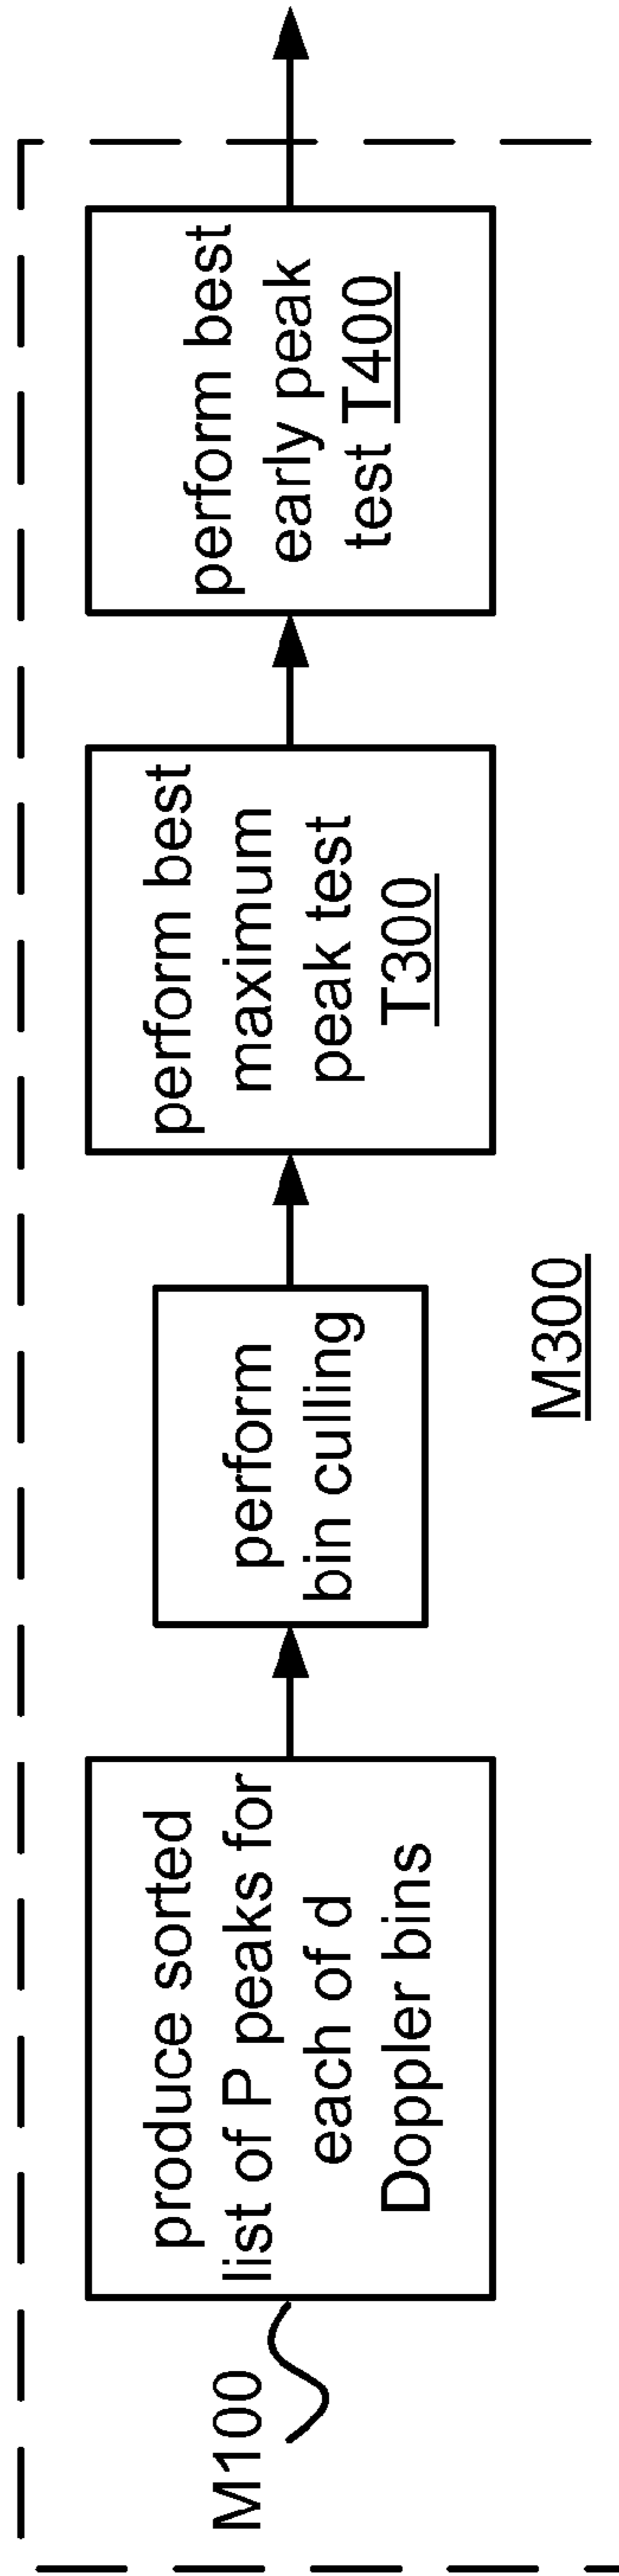 M100
produce sorted
list of P peaks for
each of d
Doppler bins
perform
bin culling
perform best
maximum
peak test
T300
perform best
early peak
test T400
M300